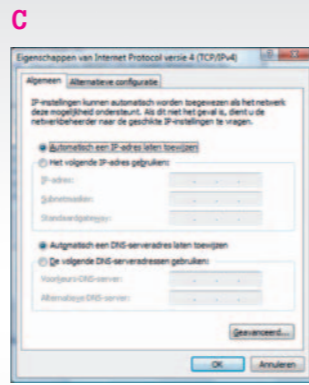 C
Eigenschappen van Internet Protocol versie 4 (TCP/IPv4)
Algemeen
Alternatieve configuratie
IP-instellingen kunnen automatisch worden toegewezen als het netwerk
deze mogelijkheid ondersteunt. Als dit niet het geval is, dient u de
netwerkbeheerder naar de geschikte IP-instellingen te vragen.
Automatisch een IP-adres laten toewijzen
Het volgende IP-adres gebruiken:
IP-adres:
Subnetmasker:
Standaardgateway:
Automatisch een DNS-serveradres laten toewijzen
De volgende DNS-serveradressen gebruiken:
Voorkeurs-DNS-server:
Alternatieve DNS-server:
Geavanceerd...
OK
Annuleren